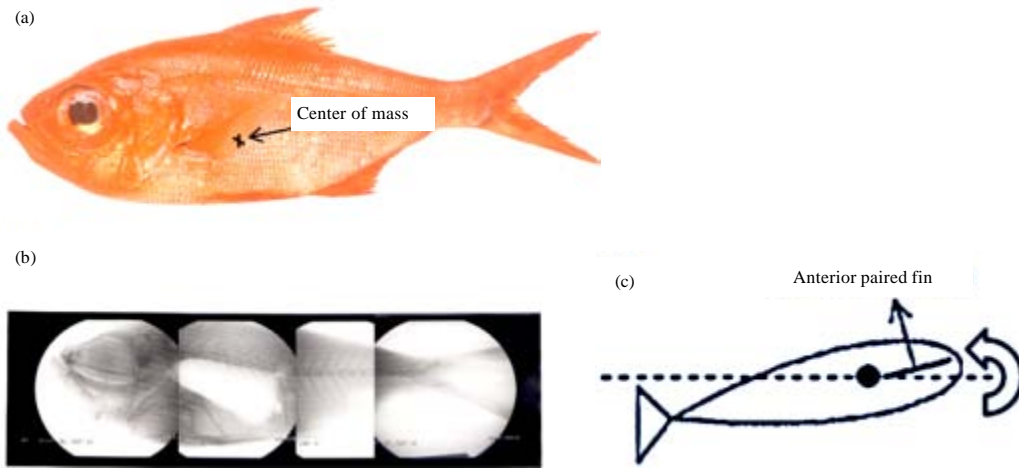 (a)
Center of mass
(b)
(c)
Anterior paired fin